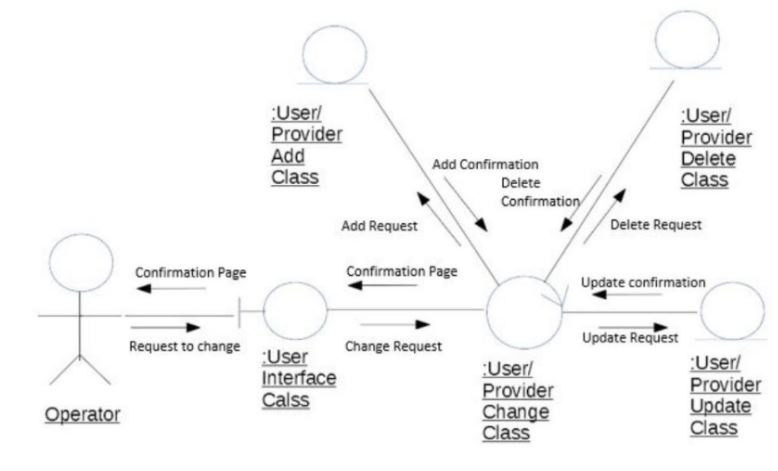 :User/
Provider
Add
Class
:User/
Provider
Delete
Class
Add Confirmation
Delete
Confirmation
Add Request
Delete Request
Confirmation Page
Confirmation Page
Update confirmation
Request to change
Change Request
Update Request
:User
Interface
Calss
:User/
Provider
Change
Class
:User/
Provider
Update
Class
Operator